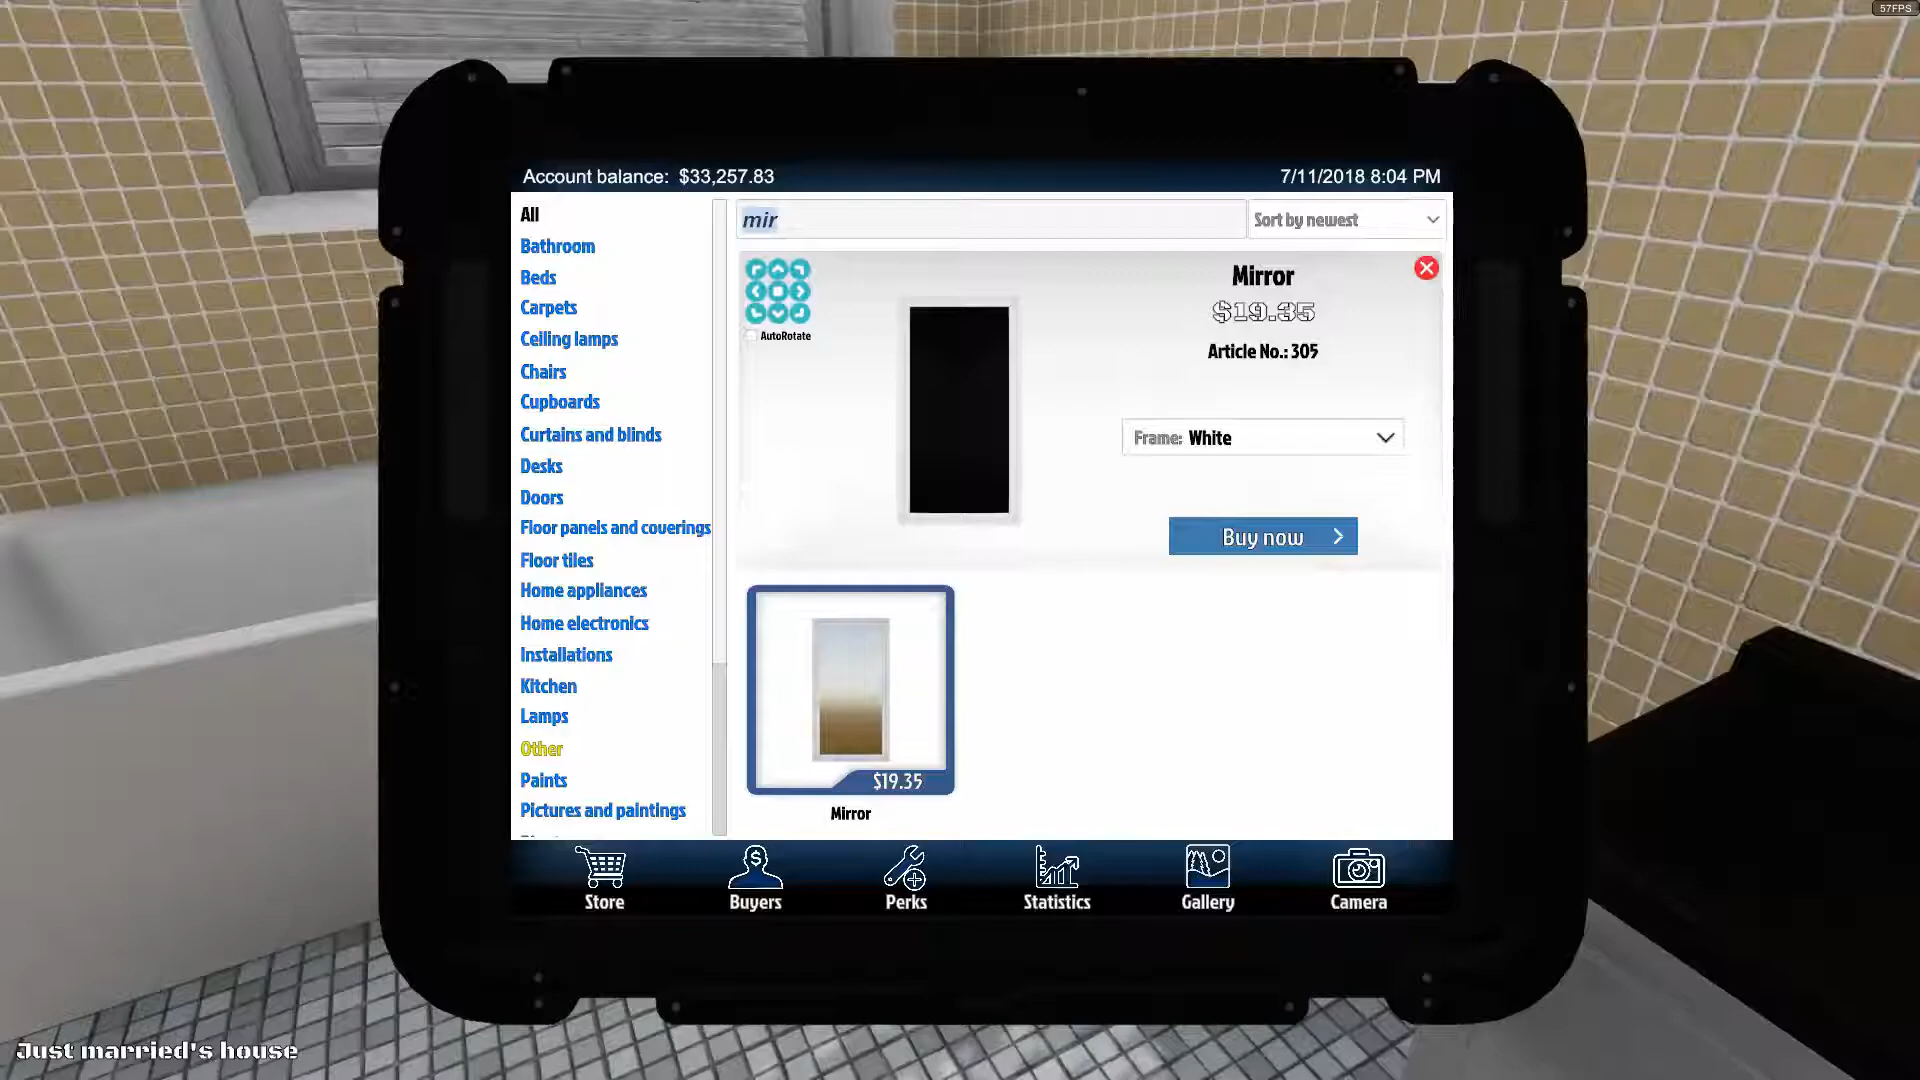 57FPS
Account balance: $33,257.83
7/11/2018 8:04 PM
All
Bathroom
Beds
Carpets
Ceiling lamps
Chairs
Cupboards
Curtains and blinds
Desks
Doors
Floor panels and coverings
Floor tiles
Home appliances
Home electronics
Installations
Kitchen
Lamps
Other
Paints
Pictures and paintings
mir
Sort by newest
AutoRotate
Mirror
$19.35
Article No.: 305
Frame: White
Buy now
$19.35
Mirror
Store
Buyers
Perks
Statistics
Gallery
Camera
Just married's house